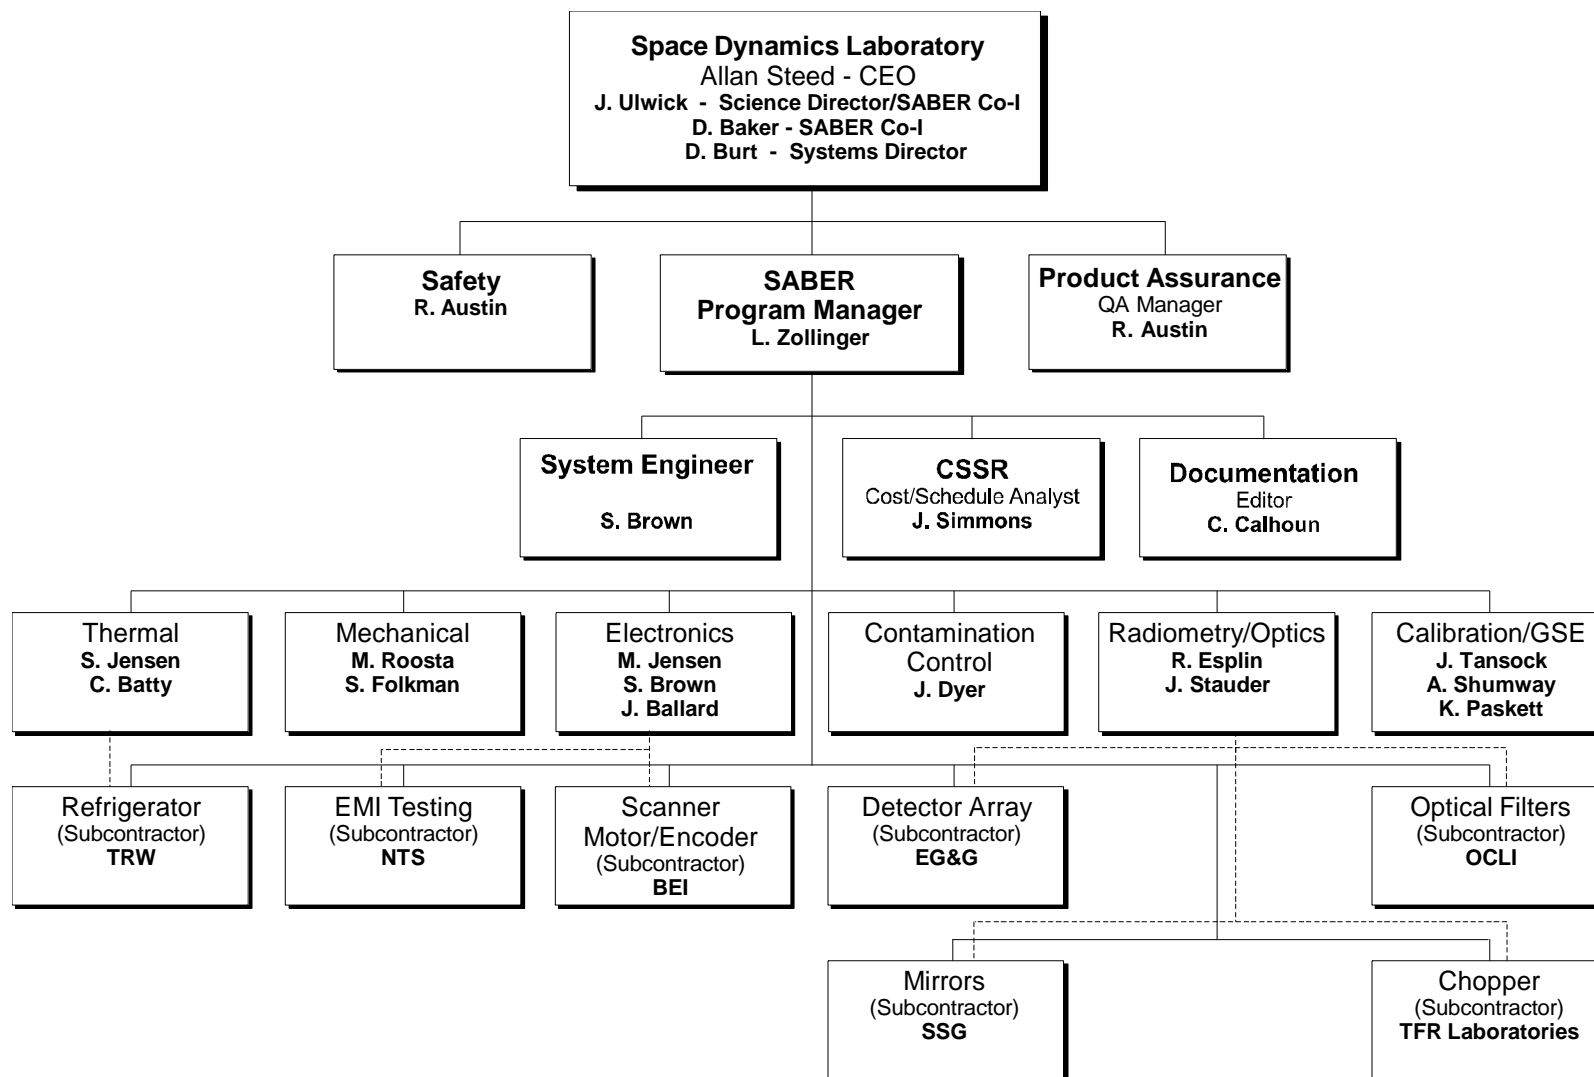 Space Dynamics Laboratory
Allan Steed - CEO
J. Ulwick - Science Director/SABER Co-I
D. Baker - SABER Co-I
D. Burt - Systems Director
Safety
R. Austin
SABER
Program Manager
L. Zollinger
Product Assurance
QA Manager
R. Austin
System Engineer
S. Brown
CSSR
Cost/Schedule Analyst
J. Simmons
Documentation
Editor
C. Calhoun
Thermal
S. Jensen
C. Batty
Mechanical
M. Roosta
S. Folkman
Electronics
M. Jensen
S. Brown
J. Ballard
Contamination
Control
J. Dyer
Radiometry/Optics
R. Esplin
J. Stauder
Calibration/GSE
J. Tansock
A. Shumway
K. Paskett
Refrigerator
(Subcontractor)
TRW
EMI Testing
(Subcontractor)
NTS
Scanner
Motor/Encoder
(Subcontractor)
BEI
Detector Array
(Subcontractor)
EG&G
Optical Filters
(Subcontractor)
OCLI
Mirrors
(Subcontractor)
SSG
Chopper
(Subcontractor)
TFR Laboratories